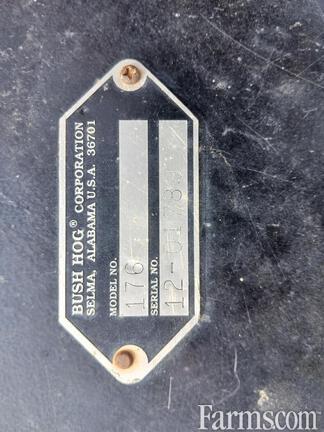 BUSH HOG® CORPORATION
SELMA, ALABAMA U.S.A. 36701
MODEL NO.
176
SERIAL NO.
Farms.com